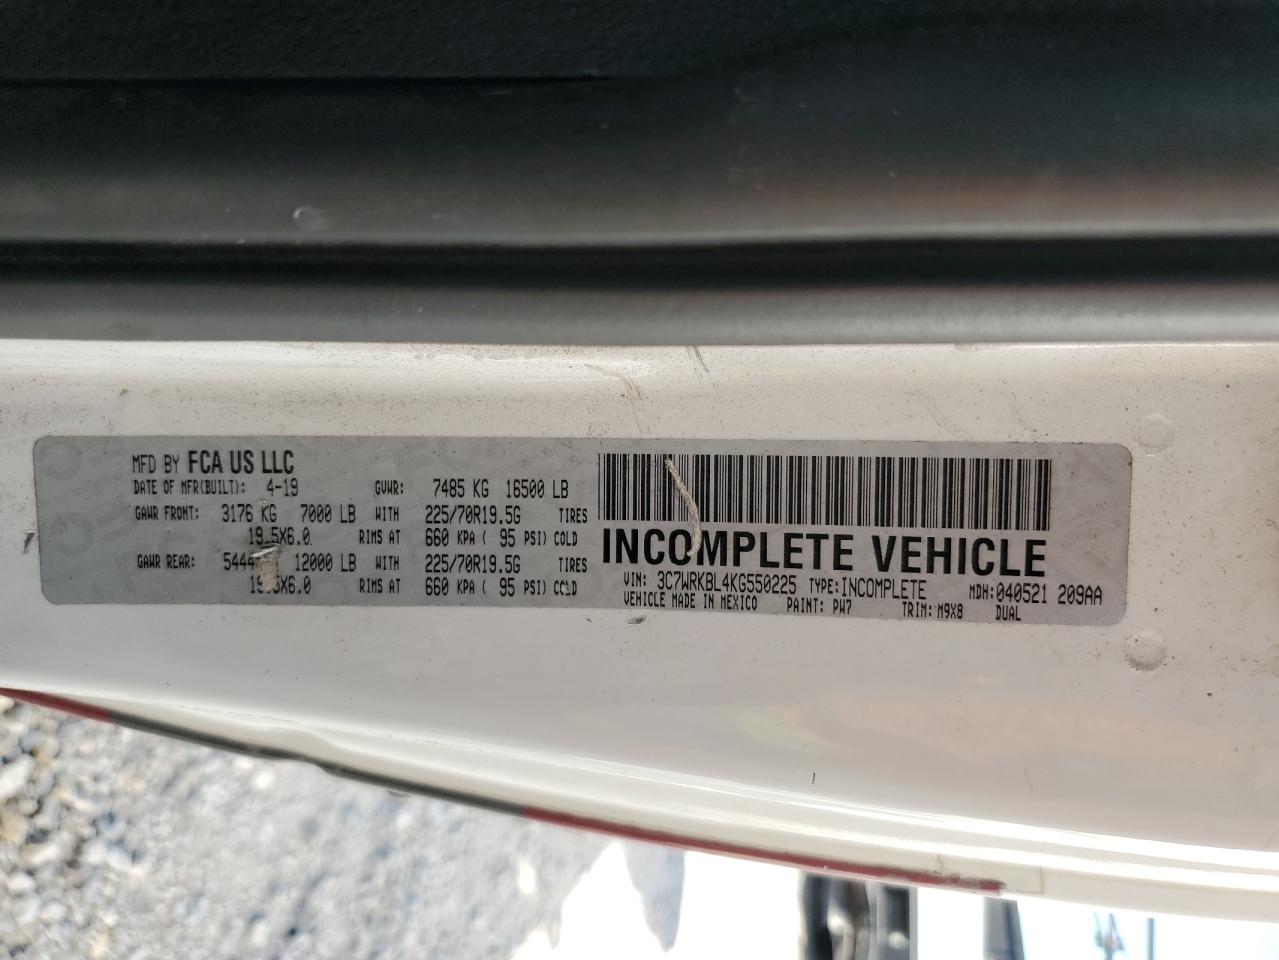 MFD BY FCA US LLC
DATE OF MFR(BUILT): 4-19 GVWR: 7485 KG 16500 LB
GAWR FRONT: 3176 KG 7000 LB WITH 225/70R19.5G TIRES
19.5X6.0 RIMS AT 660 KPA ( 95 PSI) COLD
GAWR REAR: 12000 LB WITH 225/70R19.5G TIRES
RIMS AT 660 KPA ( 95 PSI) COLD
INCOMPLETE VEHICLE
VIN: 3C7WRKBL4KG550225 TYPE:INCOMPLETE MDH:040521 209AA
VEHICLE MADE IN MEXICO PAINT: PW7 TRIM: M9X8 DUAL